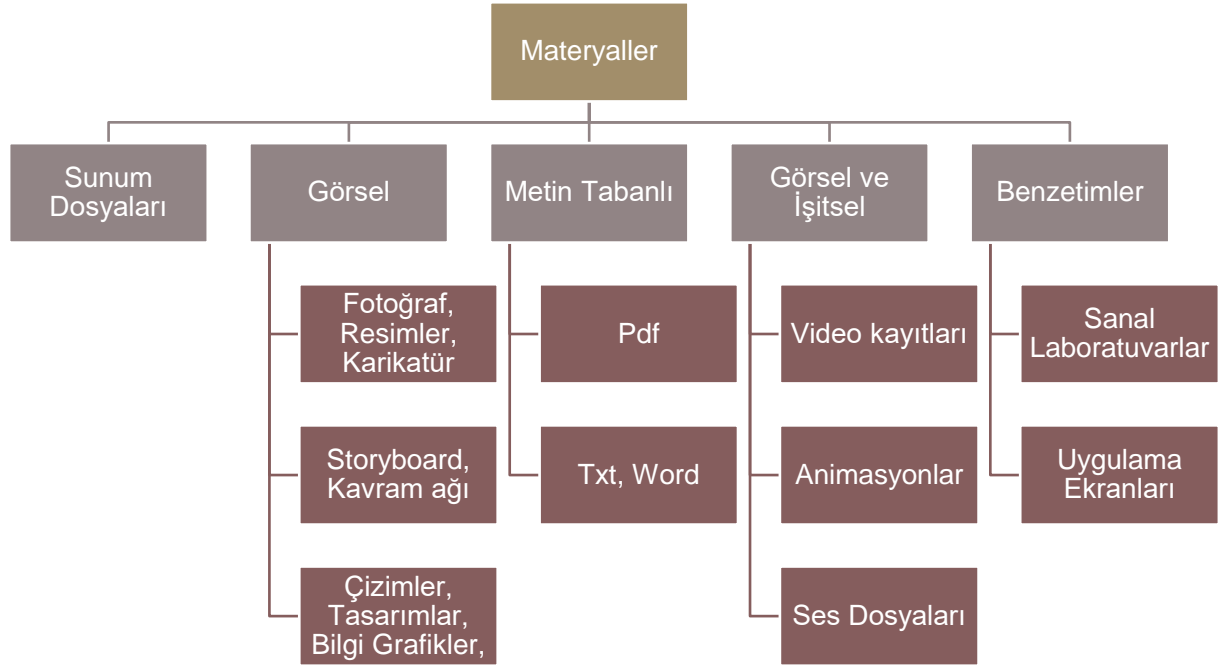 Materyaller
Sunum
Dosyaları
Görsel
Metin Tabanlı
Görsel ve
İşitsel
Benzetimler
Fotoğraf,
Resimler,
Karikatür
Pdf
Video kayıtları
Sanal
Laboratuvarlar
Storyboard,
Kavram ağı
Txt, Word
Animasyonlar
Uygulama
Ekranları
Çizimler,
Tasarımlar,
Bilgi Grafikler,
Ses Dosyaları